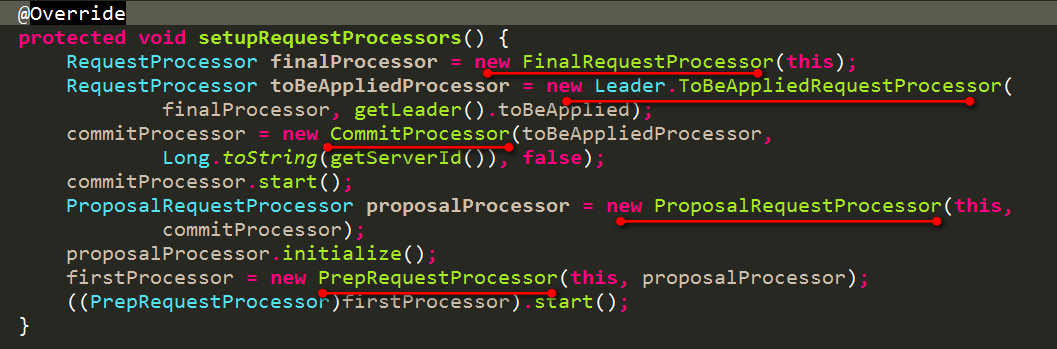 @Override
protected void setupRequestProcessors() {
RequestProcessor finalProcessor = new FinalRequestProcessor(this);
RequestProcessor toBeAppliedProcessor = new Leader.ToBeAppliedRequestProcessor(
finalProcessor, getLeader().toBeApplied);
commitProcessor = new CommitProcessor(toBeAppliedProcessor,
Long.toString(getServerId()), false);
commitProcessor.start();
ProposalRequestProcessor proposalProcessor = new ProposalRequestProcessor(this,
commitProcessor);
proposalProcessor.initialize();
firstProcessor = new PrepRequestProcessor(this, proposalProcessor);
((PrepRequestProcessor)firstProcessor).start();
}